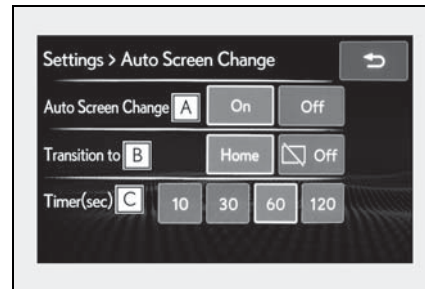 Settings > Auto Screen Change
Auto Screen Change A On Off
Transition to B Home Off
Timer(sec) C 10 30 60 120